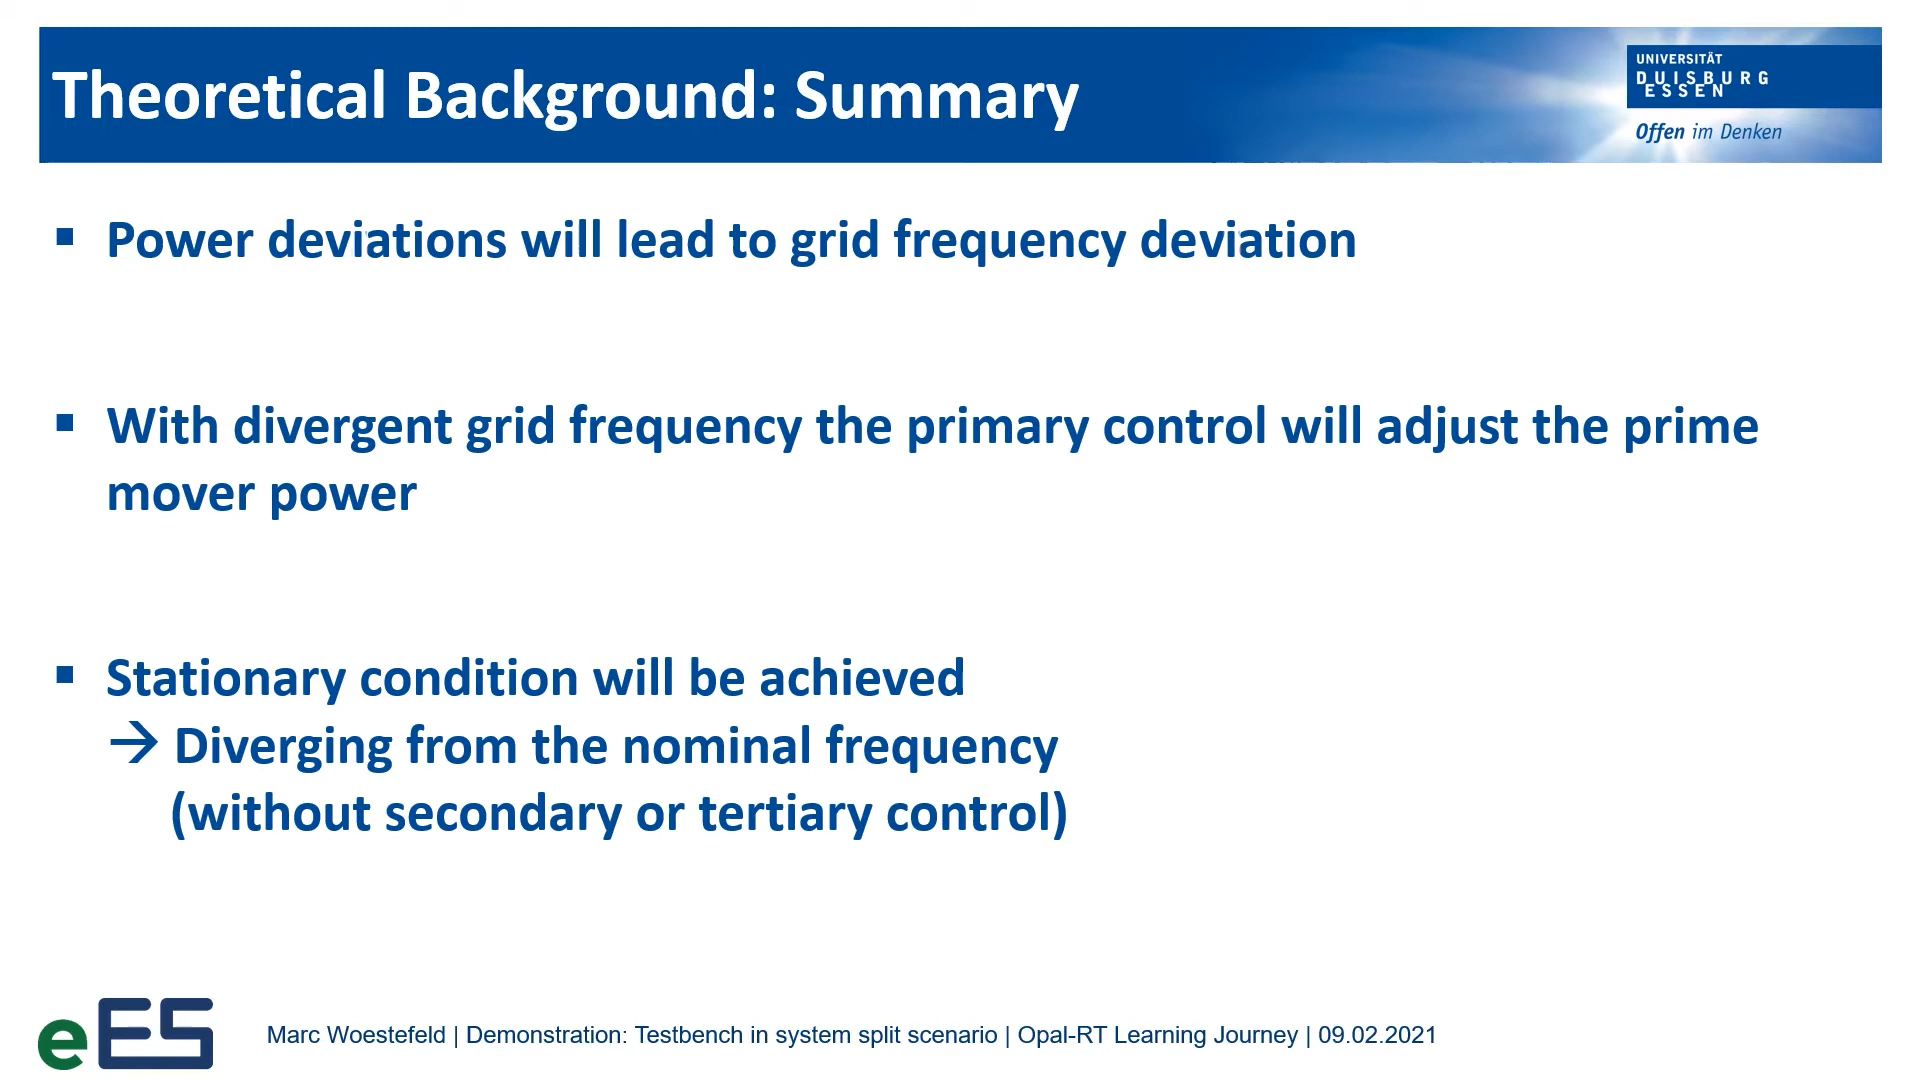 Theoretical Background: Summary
UNIVERSITÄT
DUISBURG
ESSEN
Offen im Denken
▪ Power deviations will lead to grid frequency deviation
▪ With divergent grid frequency the primary control will adjust the prime
mover power
▪ Stationary condition will be achieved
→ Diverging from the nominal frequency
(without secondary or tertiary control)
eES
Marc Woestefeld | Demonstration: Testbench in system split scenario | Opal-RT Learning Journey | 09.02.2021